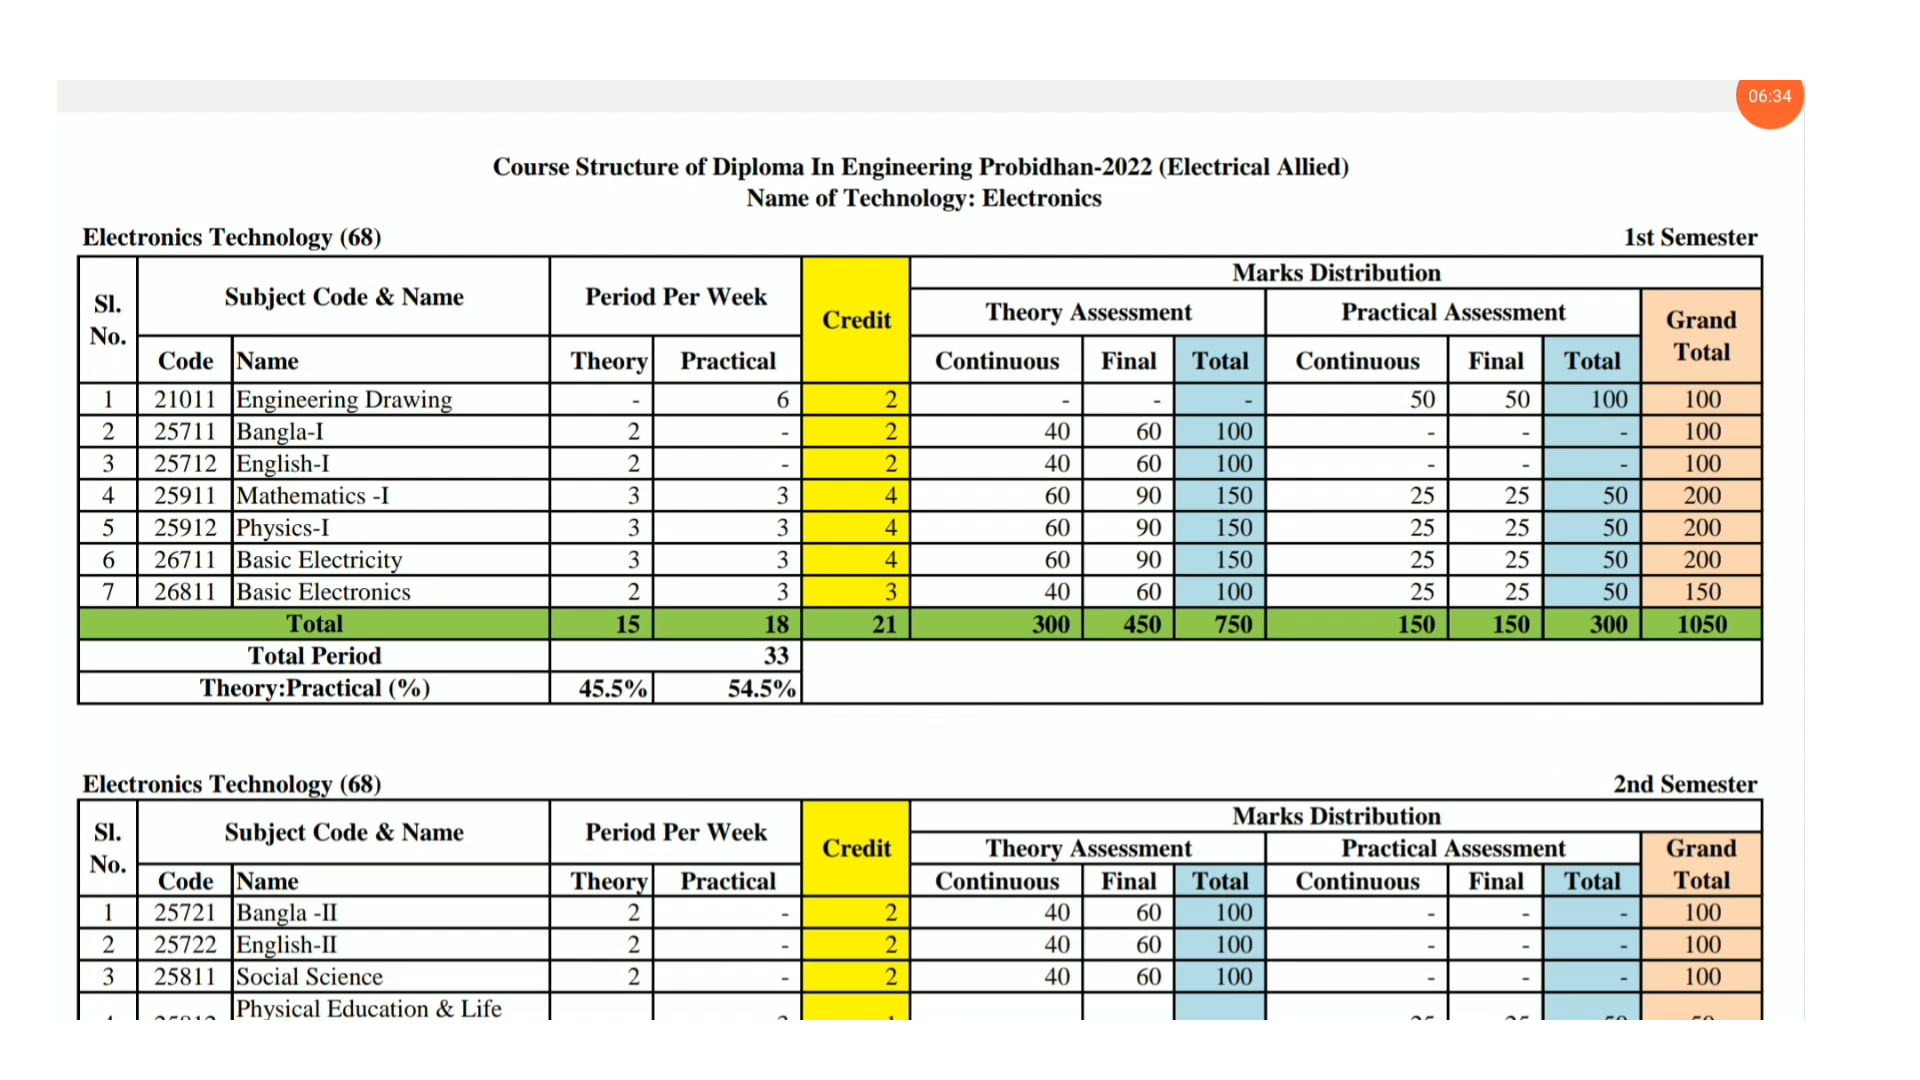 06:34
Course Structure of Diploma In Engineering Probidhan-2022 (Electrical Allied)
Name of Technology: Electronics
Electronics Technology (68) 1st Semester
Sl. No. Subject Code & Name Period Per Week Credit Marks Distribution
Theory Assessment Practical Assessment Grand Total
Code Name Theory Practical Continuous Final Total Continuous Final Total
1 21011 Engineering Drawing - 6 2 - - - 50 50 100 100
2 25711 Bangla-I 2 - 2 40 60 100 - - - 100
3 25712 English-I 2 - 2 40 60 100 - - - 100
4 25911 Mathematics -I 3 3 4 60 90 150 25 25 50 200
5 25912 Physics-I 3 3 4 60 90 150 25 25 50 200
6 26711 Basic Electricity 3 3 4 60 90 150 25 25 50 200
7 26811 Basic Electronics 2 3 3 40 60 100 25 25 50 150
Total 15 18 21 300 450 750 150 150 300 1050
Total Period 33
Theory:Practical (%) 45.5% 54.5%
Electronics Technology (68) 2nd Semester
Sl. No. Subject Code & Name Period Per Week Credit Marks Distribution
Theory Assessment Practical Assessment Grand Total
Code Name Theory Practical Continuous Final Total Continuous Final Total
1 25721 Bangla -II 2 - 2 40 60 100 - - - 100
2 25722 English-II 2 - 2 40 60 100 - - - 100
3 25811 Social Science 2 - 2 40 60 100 - - - 100
Physical Education & Life